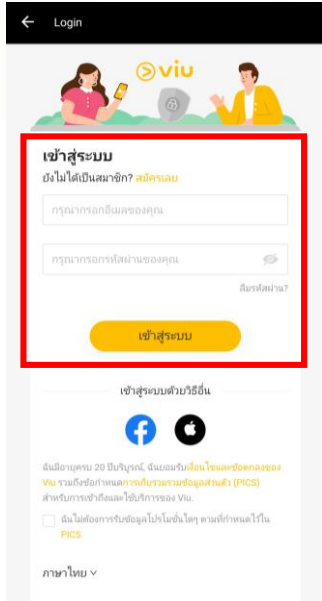 Login
viu
เข้าสู่ระบบ
ยังไม่ได้เป็นสมาชิก? สมัครเลย
กรุณากรอกอีเมลของคุณ
กรุณากรอกรหัสผ่านของคุณ
ลืมรหัสผ่าน?
เข้าสู่ระบบ
เข้าสู่ระบบด้วยวิธีอื่น
ฉันมีอายุครบ 20 ปีบริบูรณ์, ฉันยอมรับเงื่อนไขและข้อตกลงของ
Viu รวมถึงข้อกำหนดการเก็บรวบรวมข้อมูลส่วนตัว (PICS)
สำหรับการเข้าถึงและใช้บริการของ Viu.
ฉันไม่ต้องการรับข้อมูลโปรโมชั่นใดๆ ตามที่กำหนดไว้ใน
PICS
ภาษาไทย